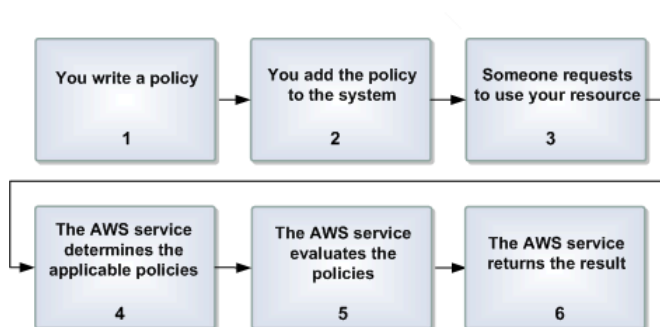 You write a policy
1
You add the policy
to the system
2
Someone requests
to use your resource
3
The AWS service
determines the
applicable policies
4
The AWS service
evaluates the
policies
5
The AWS service
returns the result
6